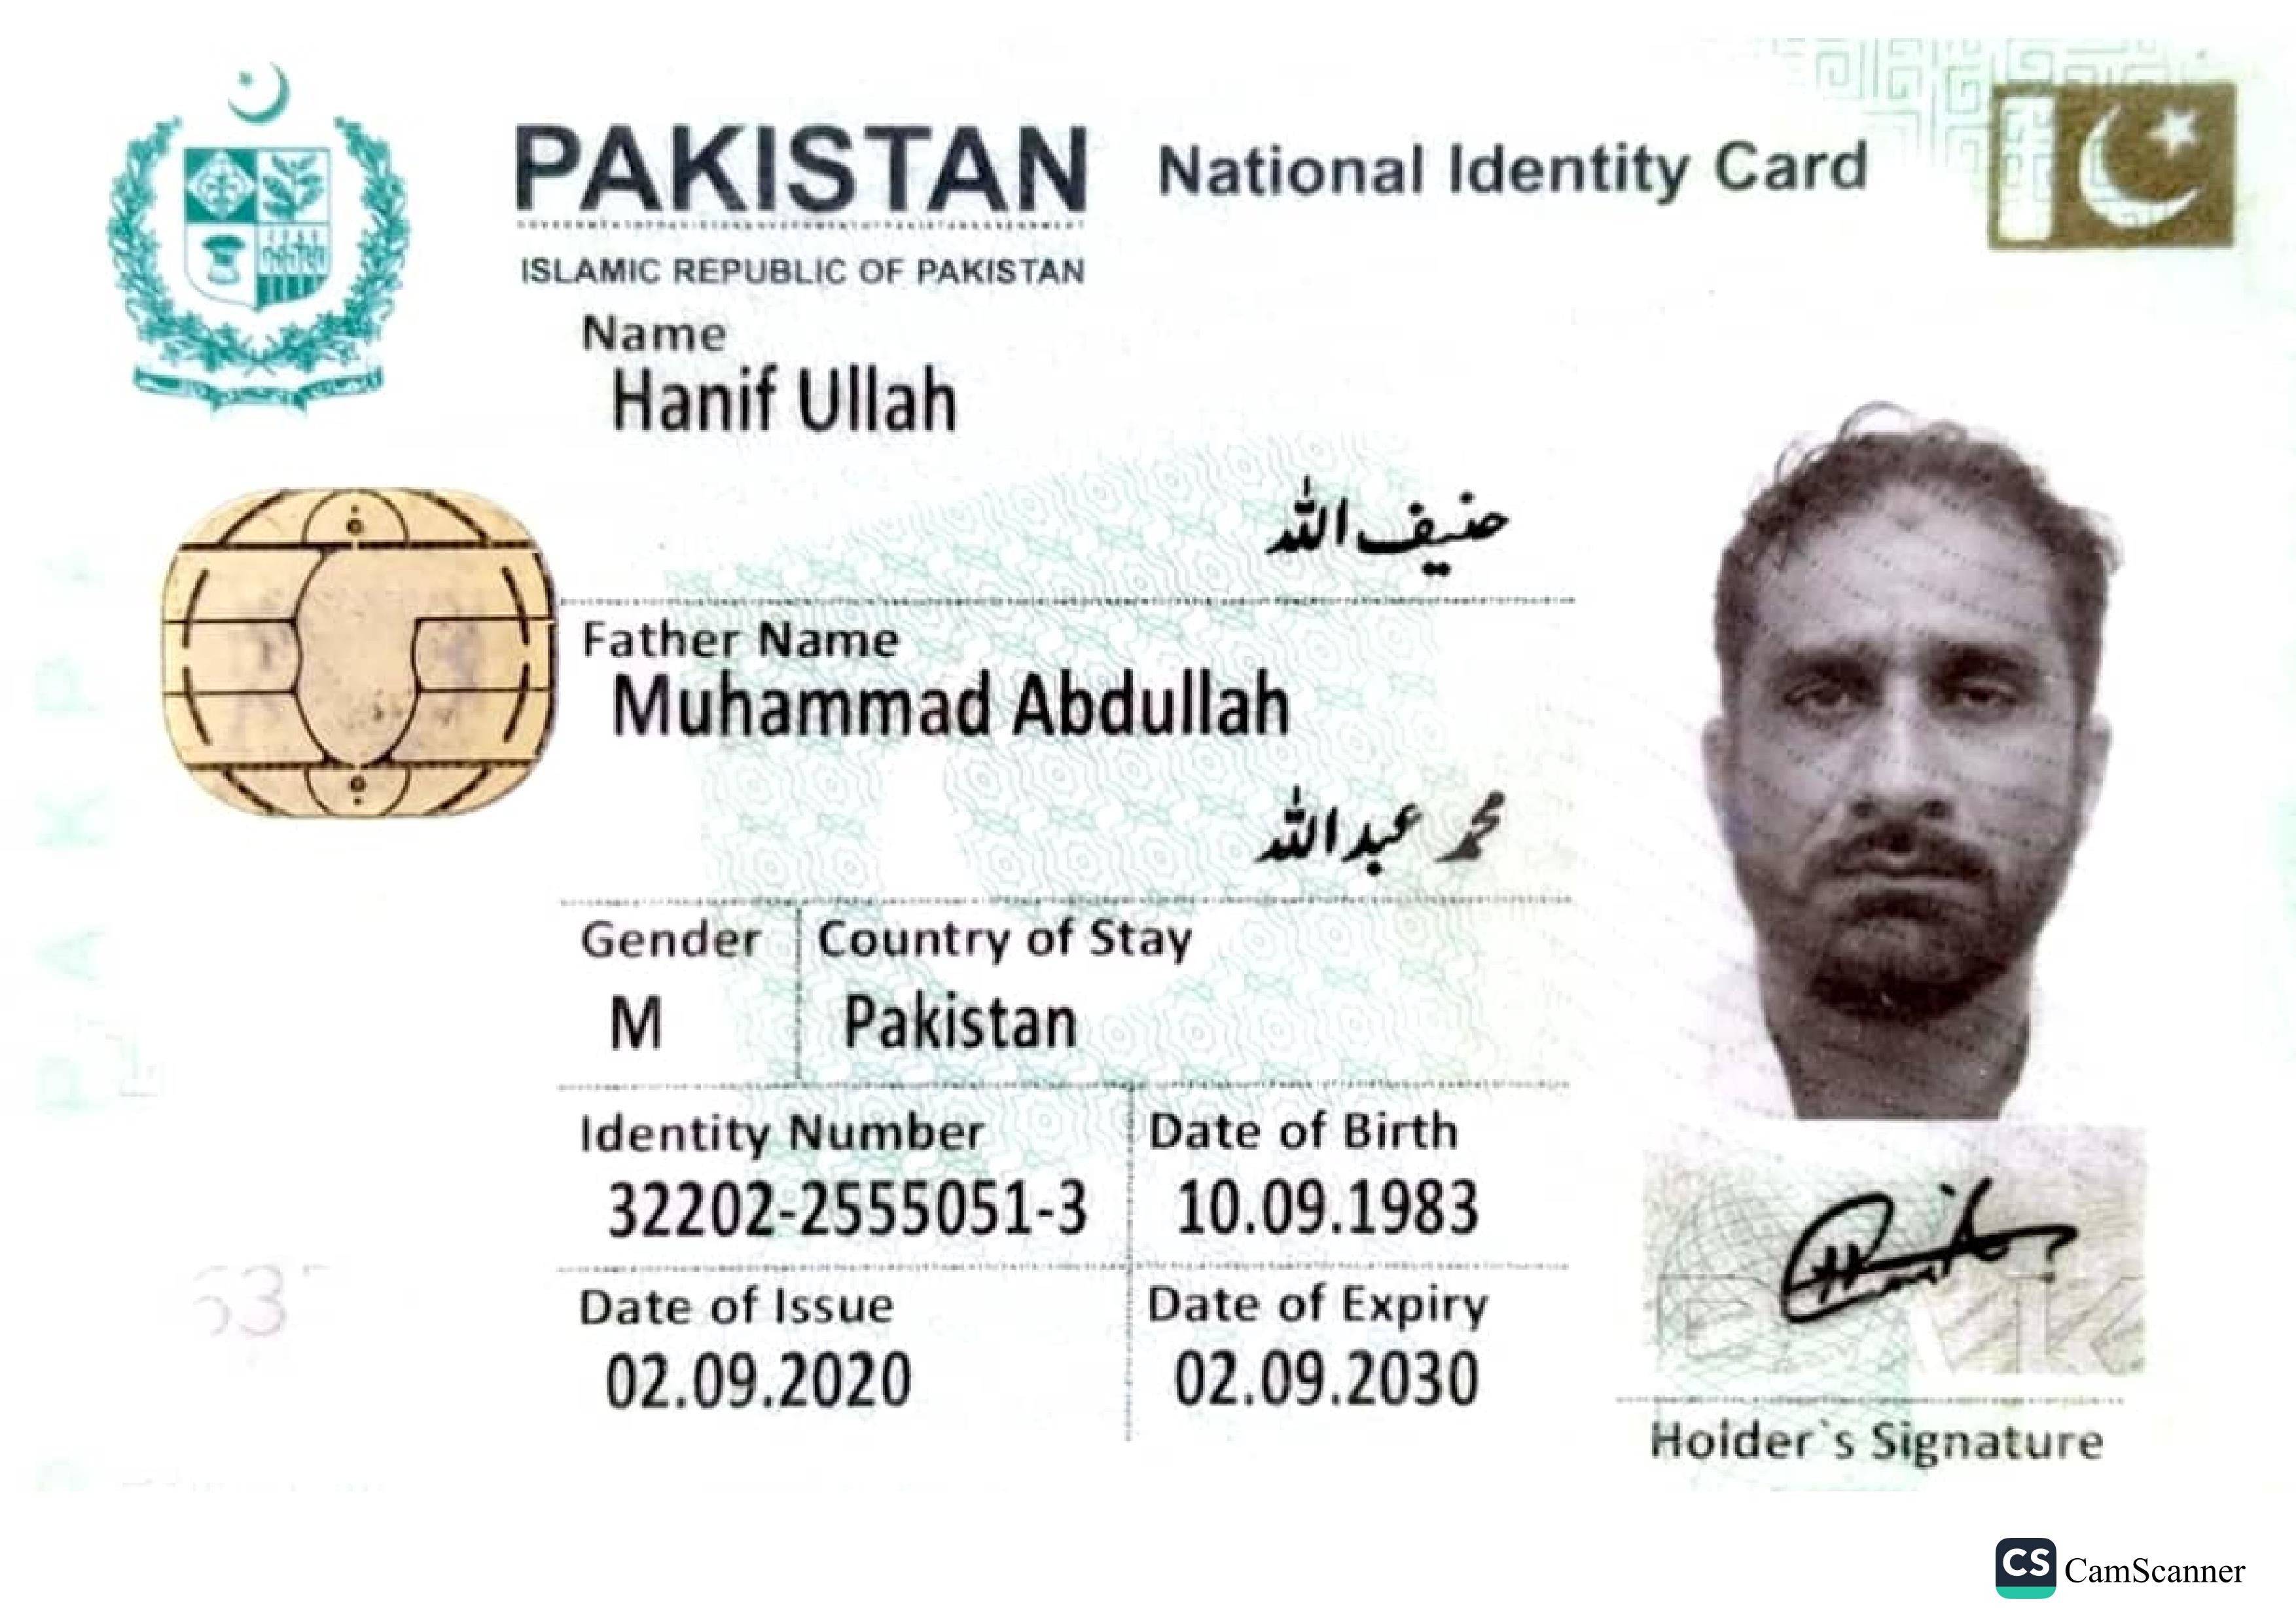 PAKISTAN National Identity Card
ISLAMIC REPUBLIC OF PAKISTAN
Name
Hanif Ullah
حنیف اللہ
Father Name
Muhammad Abdullah
محمد عبداللہ
Gender Country of Stay
M Pakistan
Identity Number Date of Birth
32202-2555051-3 10.09.1983
Date of Issue Date of Expiry
02.09.2020 02.09.2030
Holder`s Signature
CS CamScanner